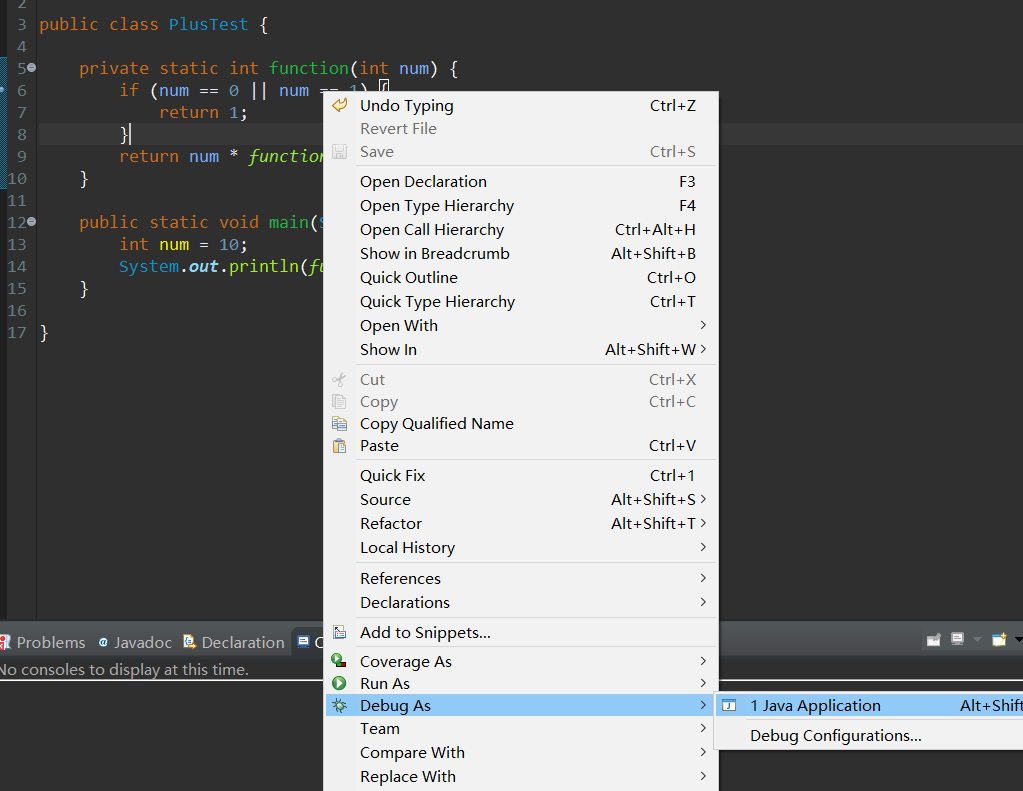 2
3 public class PlusTest {
4
5 private static int function(int num) {
6 if (num == 0 || num == 1) {
7 return 1;
8 }
9 return num * function
10 }
11
12 public static void main(
13 int num = 10;
14 System.out.println(
15 }
16
17 }
Undo Typing Ctrl+Z
Revert File
Save Ctrl+S
Open Declaration F3
Open Type Hierarchy F4
Open Call Hierarchy Ctrl+Alt+H
Show in Breadcrumb Alt+Shift+B
Quick Outline Ctrl+O
Quick Type Hierarchy Ctrl+T
Open With
Show In Alt+Shift+W
Cut Ctrl+X
Copy Ctrl+C
Copy Qualified Name
Paste Ctrl+V
Quick Fix Ctrl+1
Source Alt+Shift+S
Refactor Alt+Shift+T
Local History
References
Declarations
Add to Snippets...
Coverage As
Run As
Debug As
Team
Compare With
Replace With
1 Java Application Alt+Shift
Debug Configurations...
Problems @ Javadoc Declaration C
No consoles to display at this time.